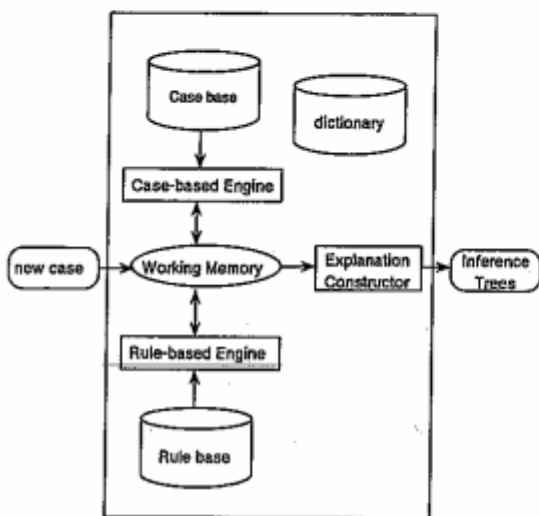 Case base
dictionary
Case-based Engine
new case
Working Memory
Explanation
Constructor
Inference
Trees
Rule-based Engine
Rule base